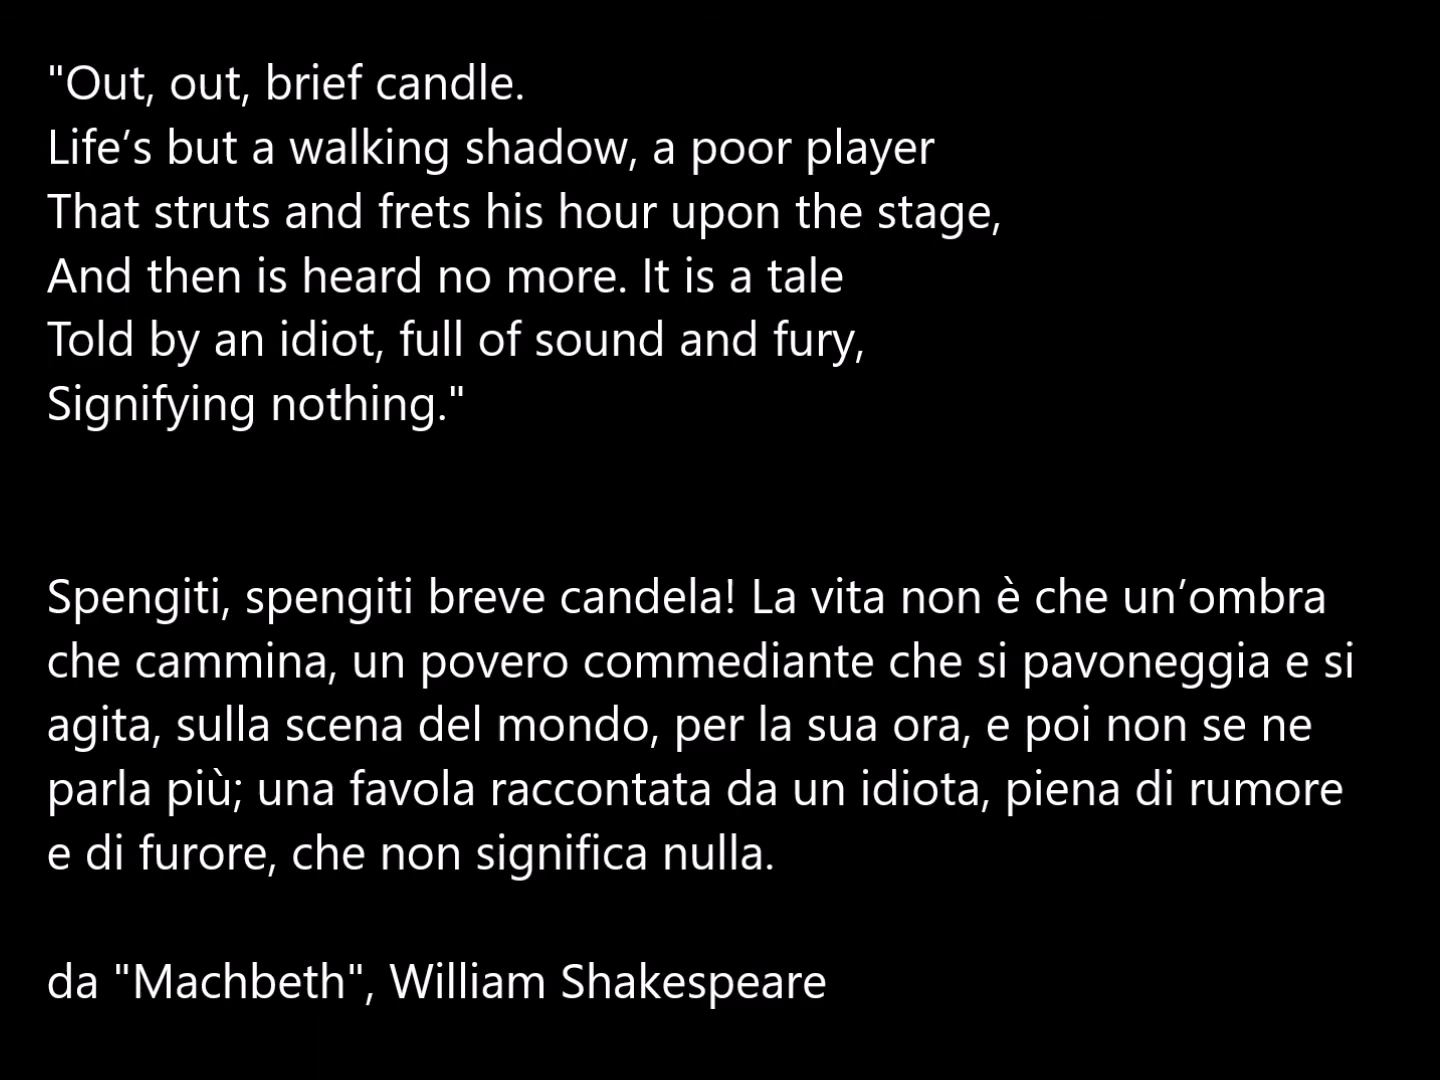 "Out, out, brief candle.
Life’s but a walking shadow, a poor player
That struts and frets his hour upon the stage,
And then is heard no more. It is a tale
Told by an idiot, full of sound and fury,
Signifying nothing."
Spengiti, spengiti breve candela! La vita non è che un’ombra
che cammina, un povero commediante che si pavoneggia e si
agita, sulla scena del mondo, per la sua ora, e poi non se ne
parla più; una favola raccontata da un idiota, piena di rumore
e di furore, che non significa nulla.
da "Machbeth", William Shakespeare